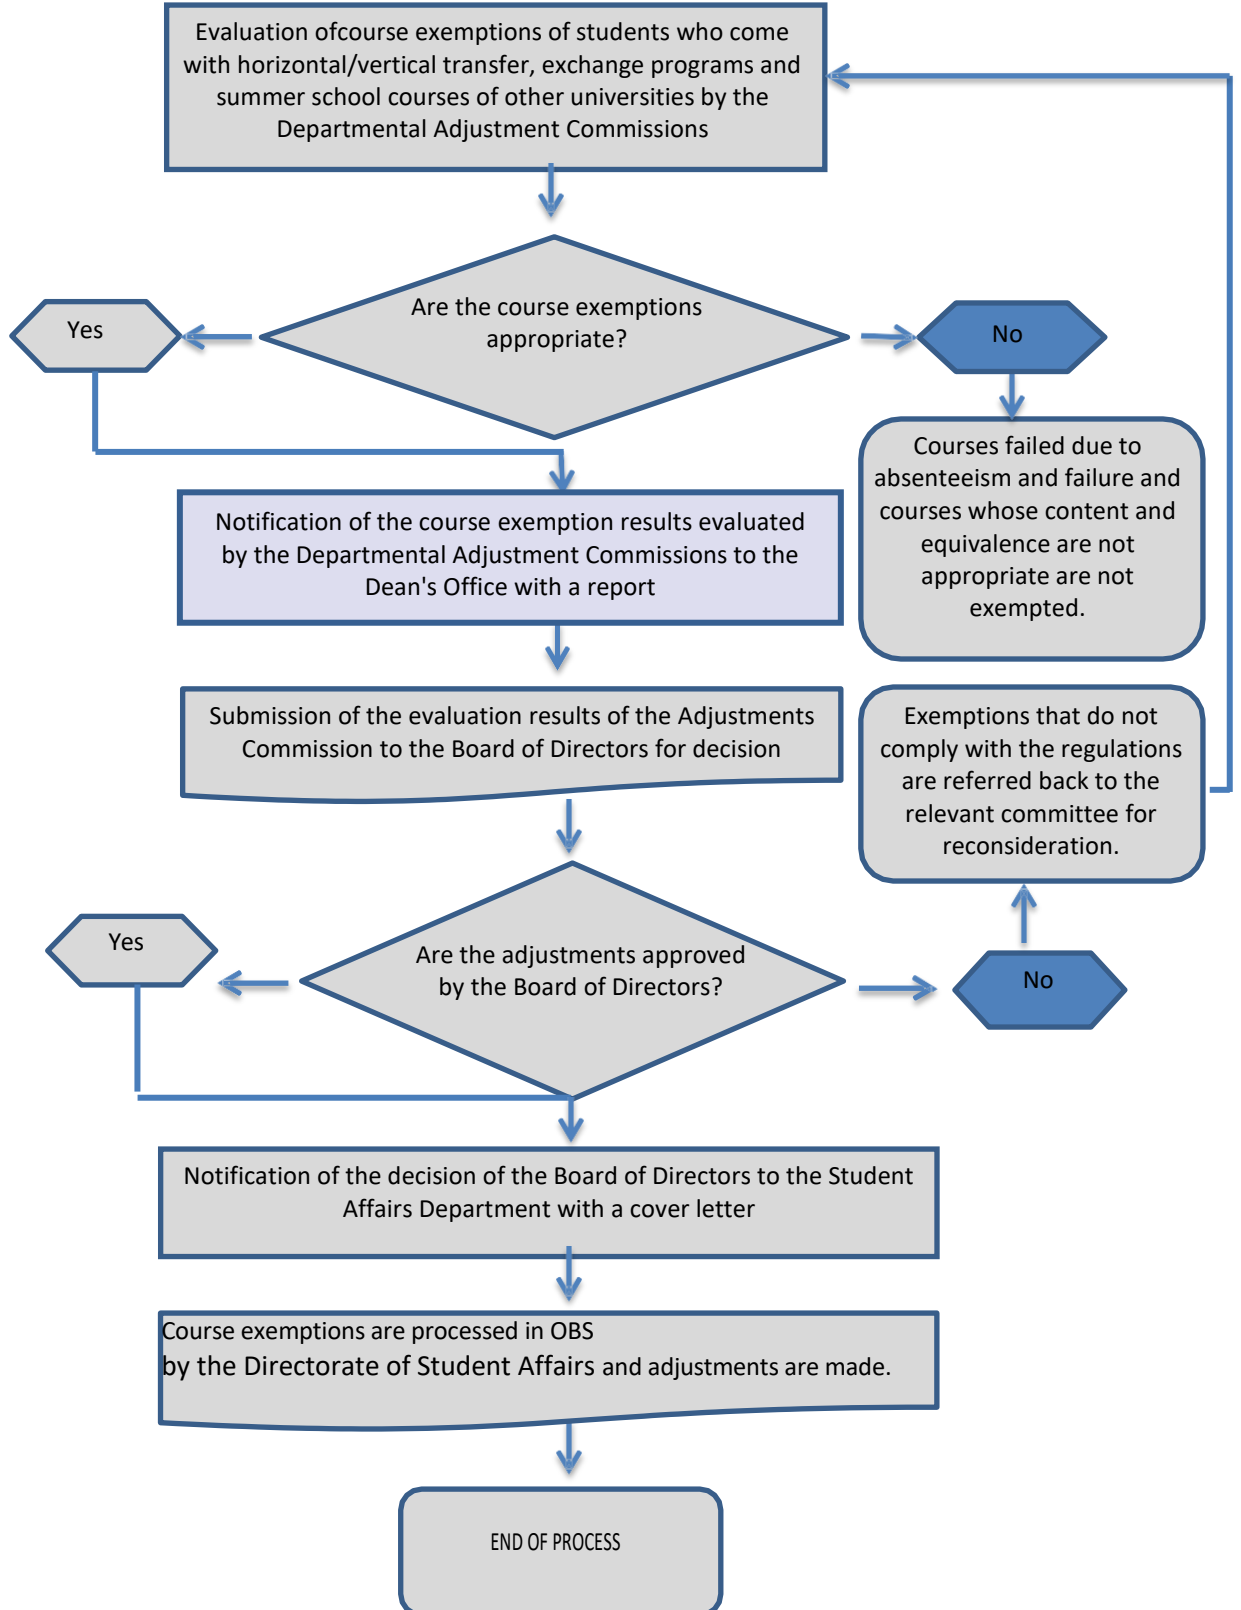 Evaluation ofcourse exemptions of students who come
with horizontal/vertical transfer, exchange programs and
summer school courses of other universities by the
Departmental Adjustment Commissions
Are the course exemptions
appropriate?
Yes
No
Courses failed due to
absenteeism and failure and
courses whose content and
equivalence are not
appropriate are not
exempted.
Notification of the course exemption results evaluated
by the Departmental Adjustment Commissions to the
Dean's Office with a report
Submission of the evaluation results of the Adjustments
Commission to the Board of Directors for decision
Exemptions that do not
comply with the regulations
are referred back to the
relevant committee for
reconsideration.
Yes
Are the adjustments approved
by the Board of Directors?
No
Notification of the decision of the Board of Directors to the Student
Affairs Department with a cover letter
Course exemptions are processed in OBS
by the Directorate of Student Affairs and adjustments are made.
END OF PROCESS